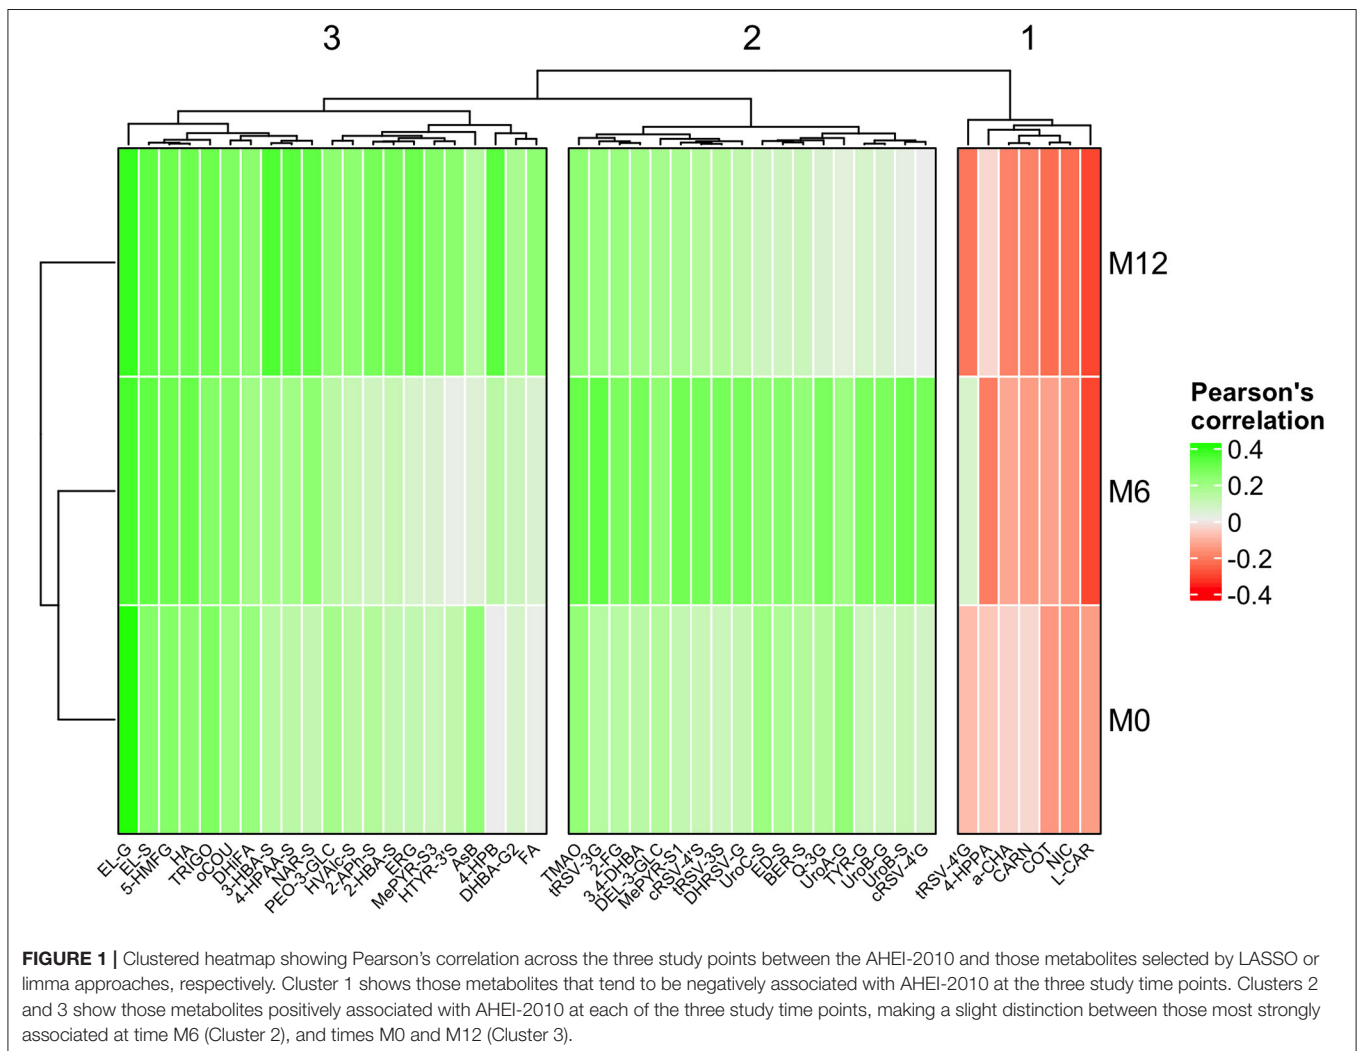 3
2
1
M12
M6
M0
Pearson's
correlation
0.4
0.2
0
-0.2
-0.4
EL-G
EL-S
5-HMFG
HA
TRIGO
oCOU
DHFA
3-HBA-S
4-HPAA-S
NAR-S
PEO-3-GLC
HVAlc-S
2-APh-S
2-HBA-S
ERG
MePYR-S3
HTYR-3'S
AsB
4-HPB
DHBA-G2
FA
TMAO
tRSV-3G
2-FG
3,4-DHBA
DEL-3-GLC
MePYR-S1
cRSV-4'S
tRSV-3S
DHRSV-G
UroC-S
ED-S
BER-S
Q-3G
UroA-G
TYR-G
UroB-G
UroB-S
cRSV-4'G
tRSV-4'G
4-HPPA
a-CHA
CARN
COT
NIC
L-CAR
FIGURE 1 | Clustered heatmap showing Pearson's correlation across the three study points between the AHEI-2010 and those metabolites selected by LASSO or
limma approaches, respectively. Cluster 1 shows those metabolites that tend to be negatively associated with AHEI-2010 at the three study time points. Clusters 2
and 3 show those metabolites positively associated with AHEI-2010 at each of the three study time points, making a slight distinction between those most strongly
associated at time M6 (Cluster 2), and times M0 and M12 (Cluster 3).